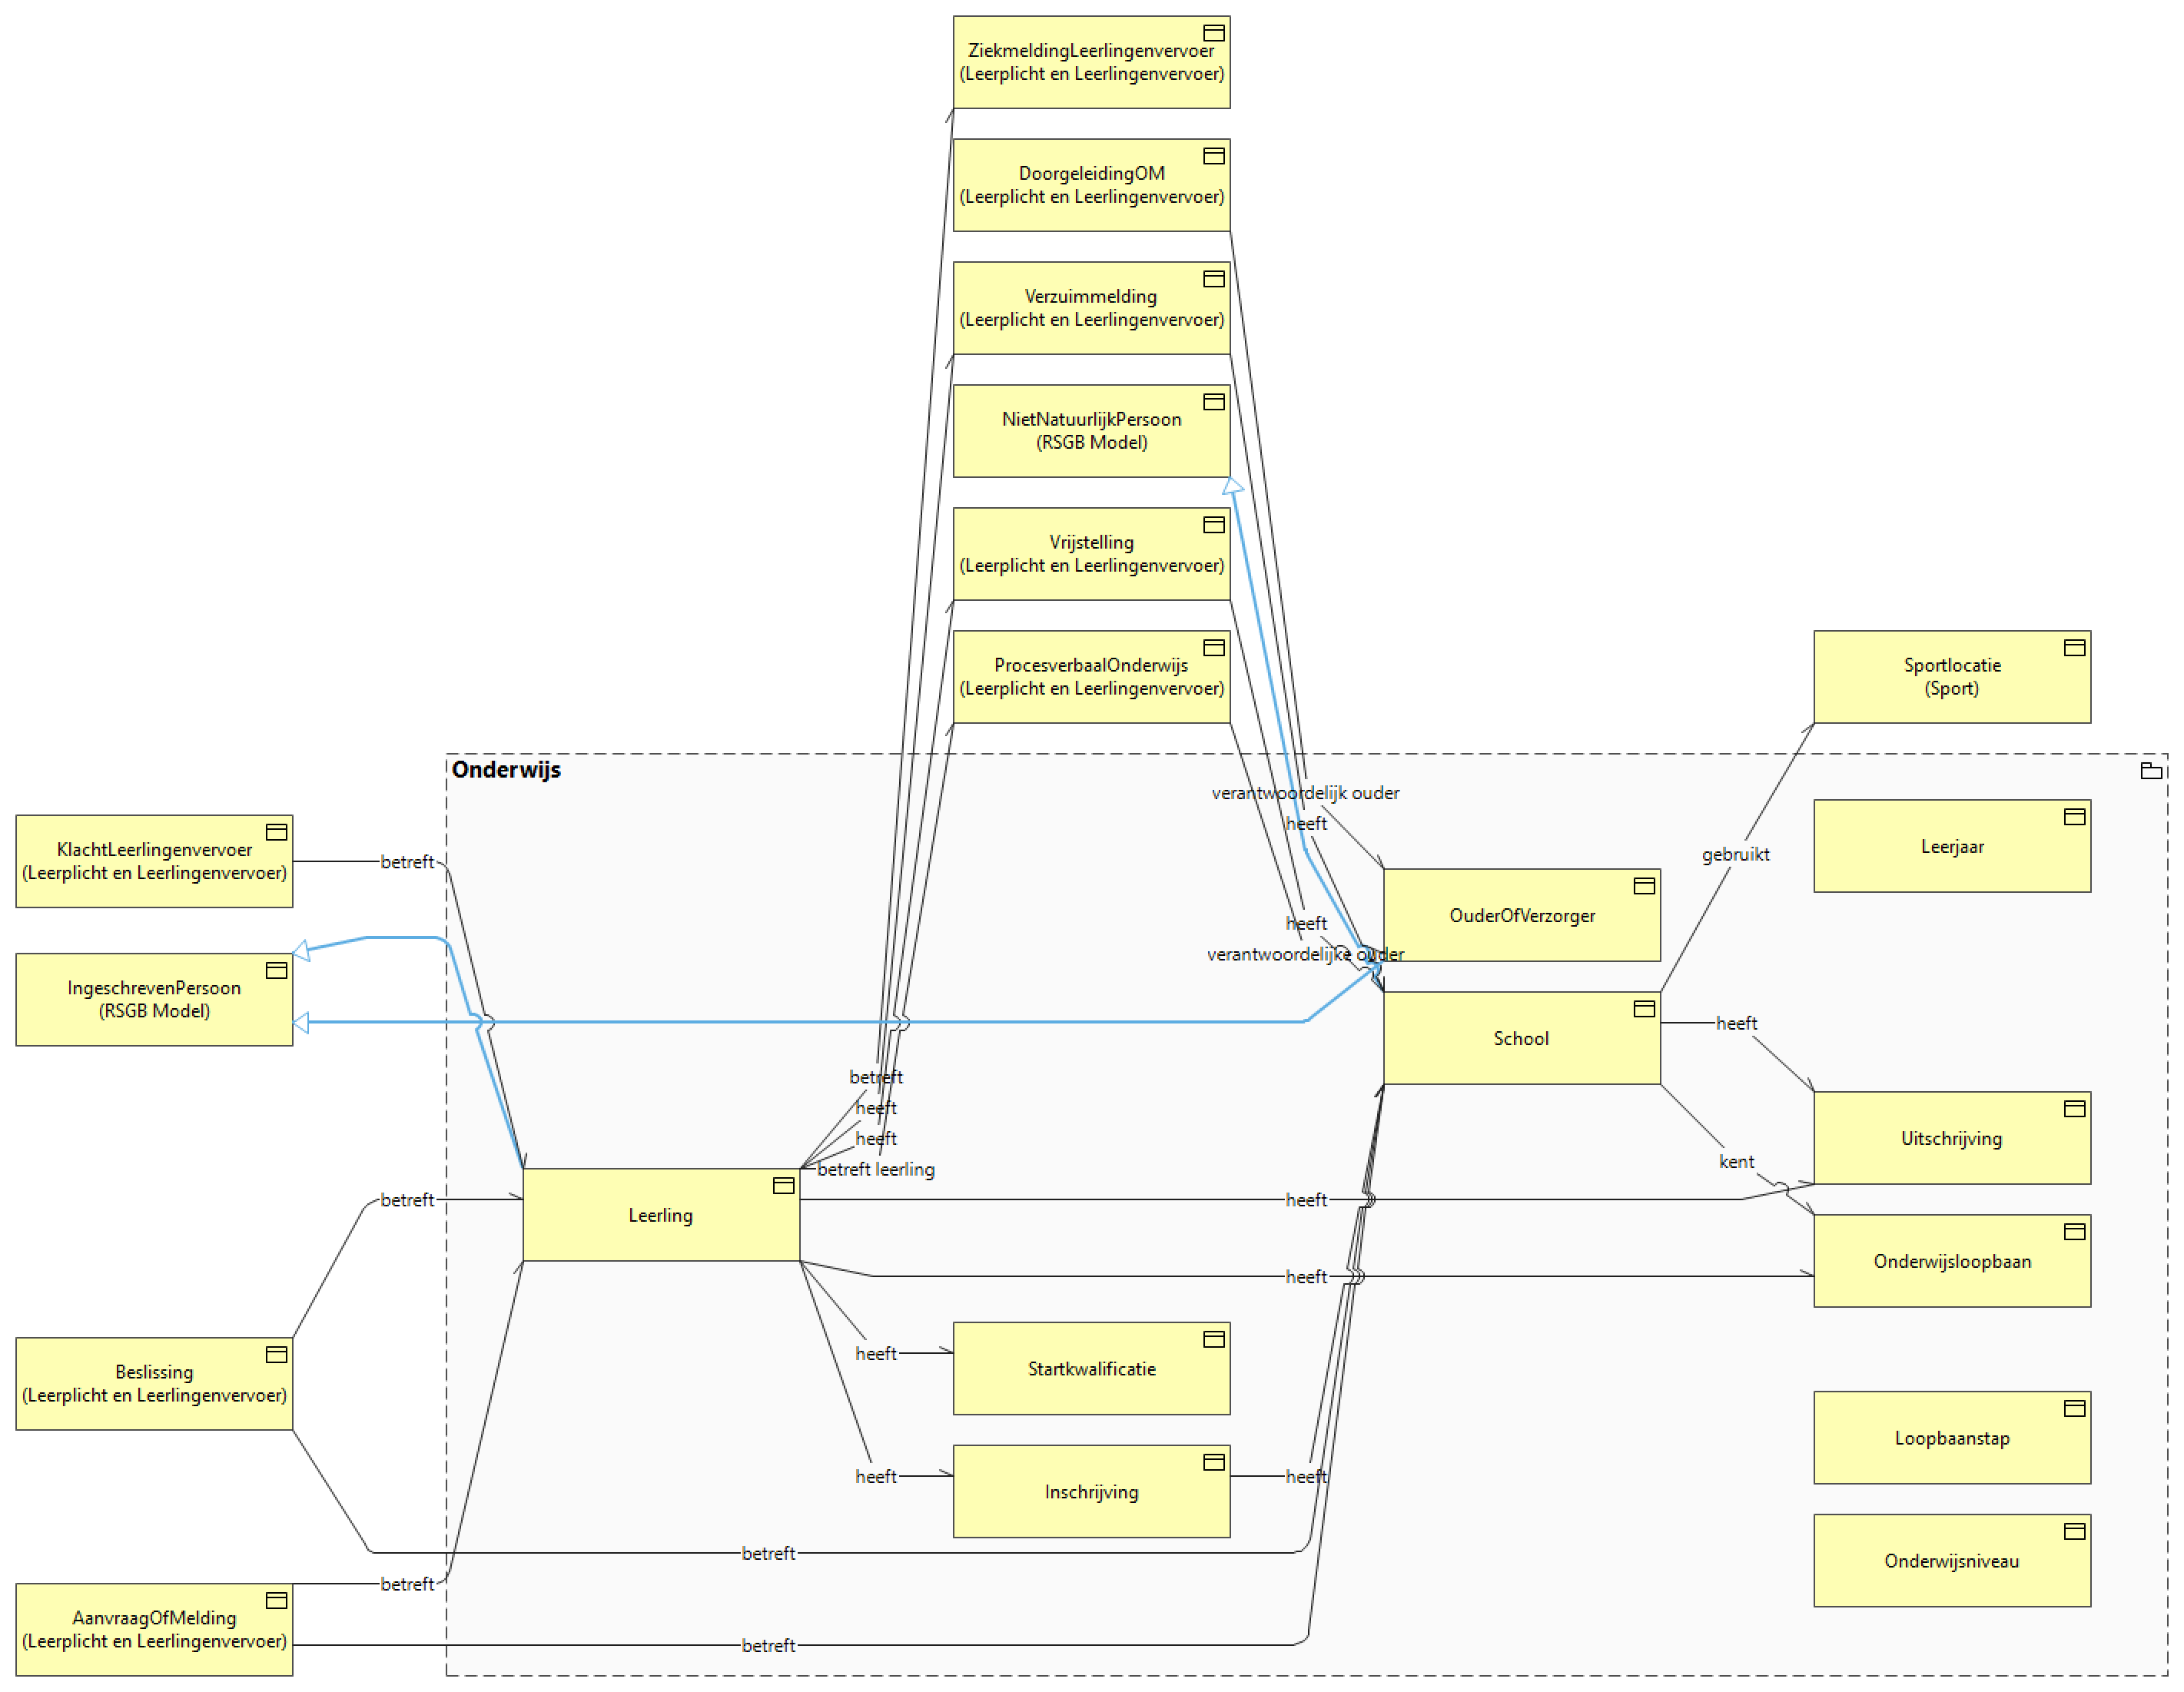 ZiekmeldingLeerlingenvervoer
(Leerplicht en Leerlingenvervoer)
DoorgeleidingOM
(Leerplicht en Leerlingenvervoer)
Verzuimmelding
(Leerplicht en Leerlingenvervoer)
NietNatuurlijkPersoon
(RSGB Model)
Vrijstelling
(Leerplicht en Leerlingenvervoer)
ProcesverbaalOnderwijs
(Leerplicht en Leerlingenvervoer)
Sportlocatie
(Sport)
Onderwijs
verantwoordelijk ouder
heeft
gebruikt
Leerjaar
KlachtLeerlingenvervoer
(Leerplicht en Leerlingenvervoer)
betreft
OuderOfVerzorger
heeft
verantwoordelijke ouder
IngeschrevenPersoon
(RSGB Model)
School
heeft
betreft
heeft
heeft
betreft leerling
Uitschrijving
kent
betreft
Leerling
heeft
Onderwijsloopbaan
heeft
heeft
Startkwalificatie
Beslissing
(Leerplicht en Leerlingenvervoer)
Loopbaanstap
heeft
Inschrijving
heeft
betreft
Onderwijsniveau
betreft
AanvraagOfMelding
(Leerplicht en Leerlingenvervoer)
betreft